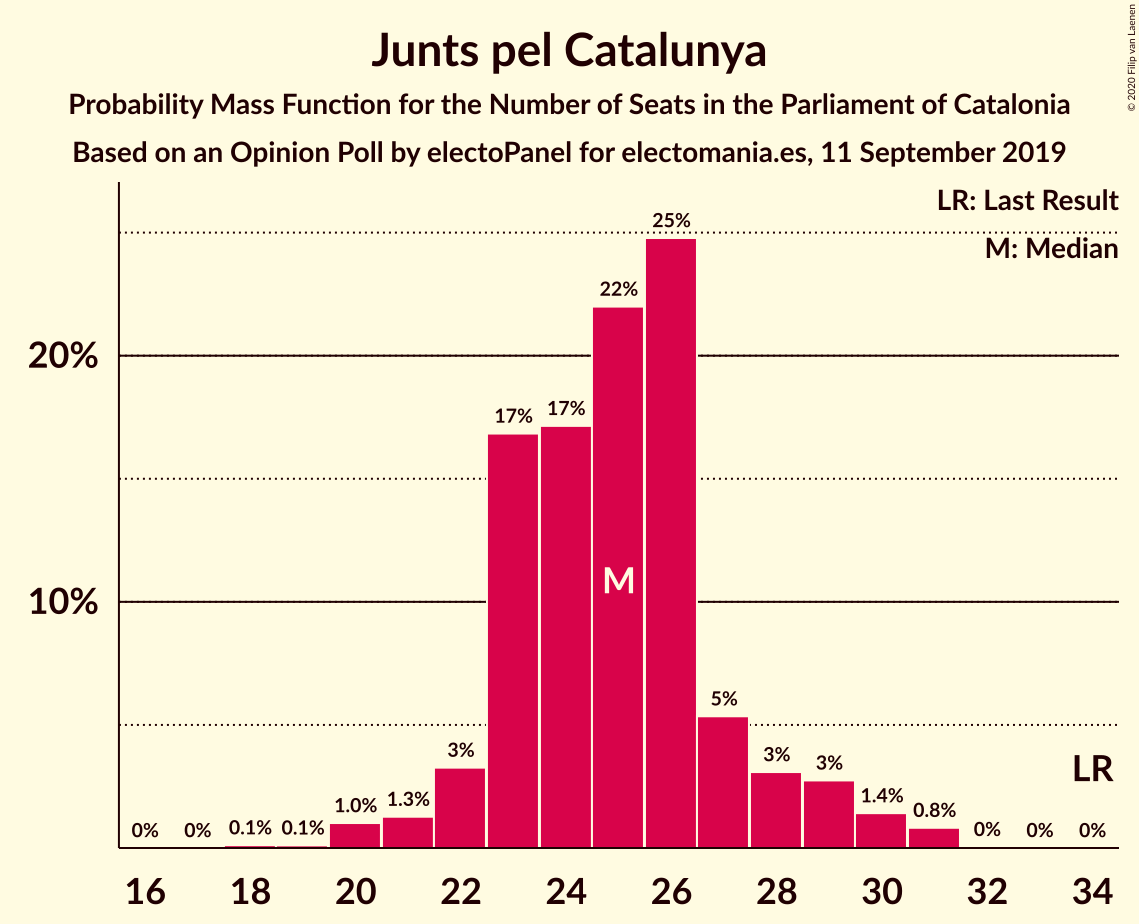 Junts pel Catalunya
Probability Mass Function for the Number of Seats in the Parliament of Catalonia
Based on an Opinion Poll by electoPanel for electomania.es, 11 September 2019
© 2020 Filip van Laenen
LR: Last Result
M: Median
25%
22%
20%
17% 17%
M
10%
5%
3% 3% 3%
LR
1.0% 1.3% 1.4% 0.8%
0% 0% 0.1% 0.1% 0% 0% 0%
16 18 20 22 24 26 28 30 32 34